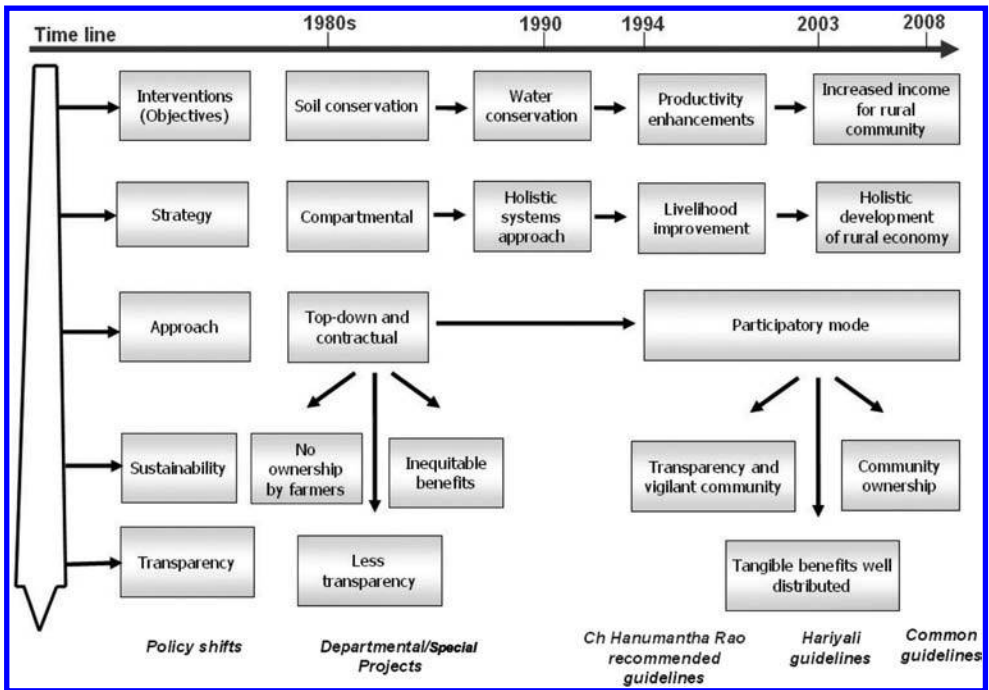 Time line
1980s
1990
1994
2003
2008
Interventions
(Objectives)
Soil conservation
Water
conservation
Productivity
enhancements
Increased income
for rural
community
Strategy
Compartmental
Holistic
systems
approach
Livelihood
improvement
Holistic
development
of rural economy
Approach
Top-down and
contractual
Participatory mode
Sustainability
No
ownership
by farmers
Inequitable
benefits
Transparency and
vigilant community
Community
ownership
Transparency
Less
transparency
Tangible benefits well
distributed
Policy shifts
Departmental/Special
Projects
Ch Hanumantha Rao
recommended
guidelines
Hariyali
guidelines
Common
guidelines